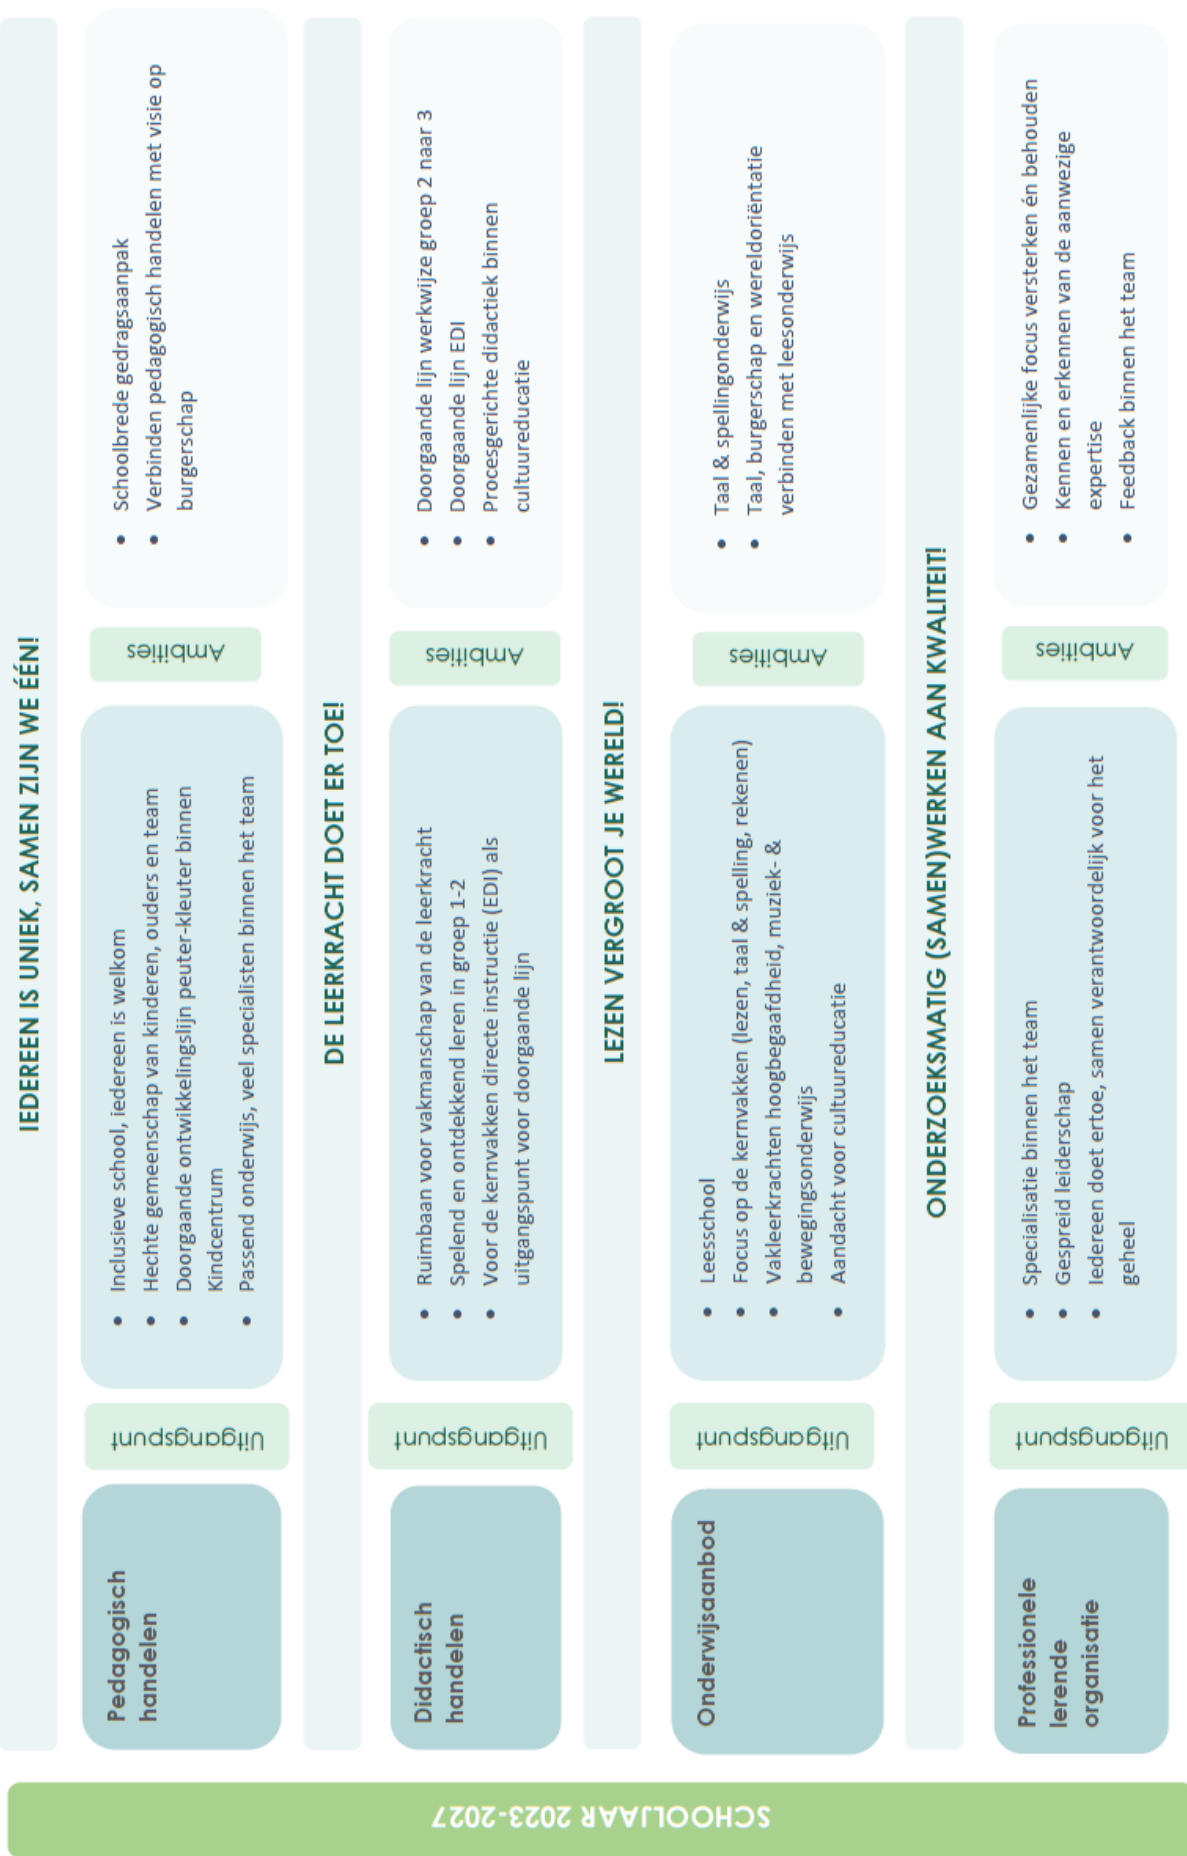 SCHOOLJAAR 2023-2027
IEDEREEN IS UNIEK, SAMEN ZIJN WE ÉÉN!
Pedagogisch
handelen
Uitgangspunt
• Inclusieve school, iedereen is welkom
• Hechte gemeenschap van kinderen, ouders en team
• Doorgaande ontwikkelingslijn peuter-kleuter binnen
Kindcentrum
• Passend onderwijs, veel specialisten binnen het team
Ambities
• Schoolbrede gedragsaanpak
• Verbinden pedagogisch handelen met visie op
burgerschap
DE LEERKRACHT DOET ER TOE!
Didactisch
handelen
Uitgangspunt
• Ruimbaan voor vakmanschap van de leerkracht
• Spelend en ontdekkend leren in groep 1-2
• Voor de kernvakken directe instructie (EDI) als
uitgangspunt voor doorgaande lijn
Ambities
• Doorgaande lijn werkwijze groep 2 naar 3
• Doorgaande lijn EDI
• Procesgerichte didactiek binnen
cultuureducatie
LEZEN VERGROOT JE WERELD!
Onderwijsaanbod
Uitgangspunt
• Leesschool
• Focus op de kernvakken (lezen, taal & spelling, rekenen)
• Vakleerkrachten hoogbegaafdheid, muziek- &
bewegingsonderwijs
• Aandacht voor cultuureducatie
Ambities
• Taal & spellingonderwijs
• Taal, burgerschap en wereldoriëntatie
verbinden met leesonderwijs
ONDERZOEKSMATIG (SAMEN)WERKEN AAN KWALITEIT!
Professionele
lerende
organisatie
Uitgangspunt
• Specialisatie binnen het team
• Gespreid leiderschap
• Iedereen doet ertoe, samen verantwoordelijk voor het
geheel
Ambities
• Gezamenlijke focus versterken én behouden
• Kennen en erkennen van de aanwezige
expertise
• Feedback binnen het team